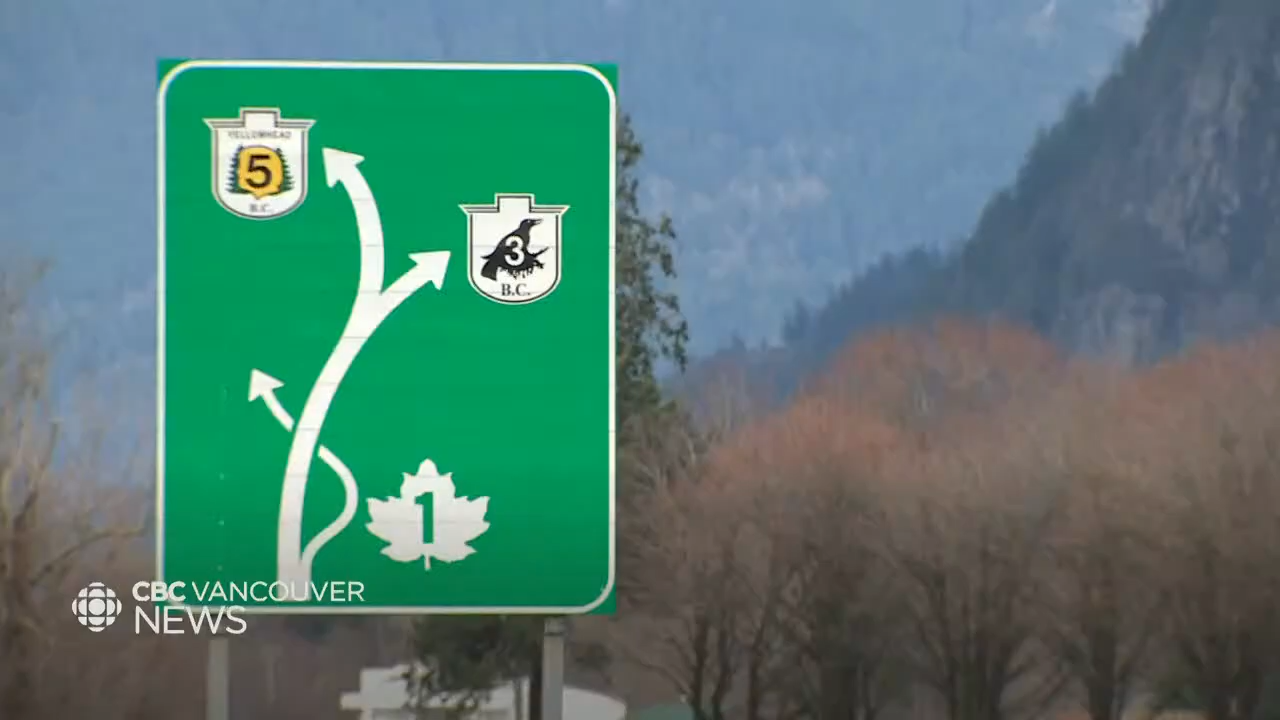 YELLOWHEAD
5
B.C.
3
B.C.
1
CBC VANCOUVER
NEWS